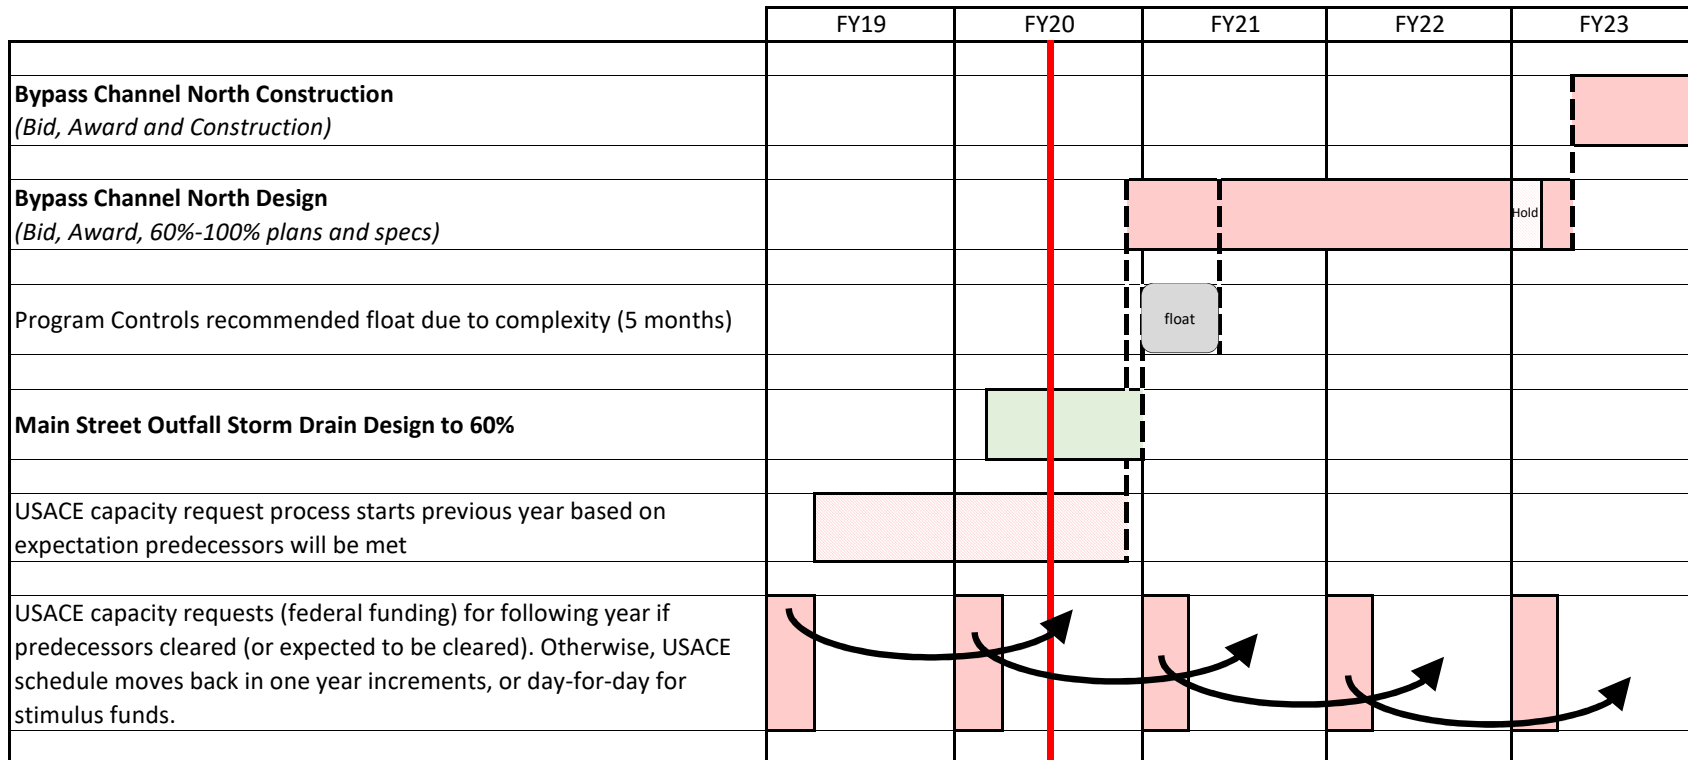 FY19 FY20 FY21 FY22 FY23
Bypass Channel North Construction
(Bid, Award and Construction)
Bypass Channel North Design
(Bid, Award, 60%-100% plans and specs)
Hold
Program Controls recommended float due to complexity (5 months)
float
Main Street Outfall Storm Drain Design to 60%
USACE capacity request process starts previous year based on
expectation predecessors will be met
USACE capacity requests (federal funding) for following year if
predecessors cleared (or expected to be cleared). Otherwise, USACE
schedule moves back in one year increments, or day-for-day for
stimulus funds.